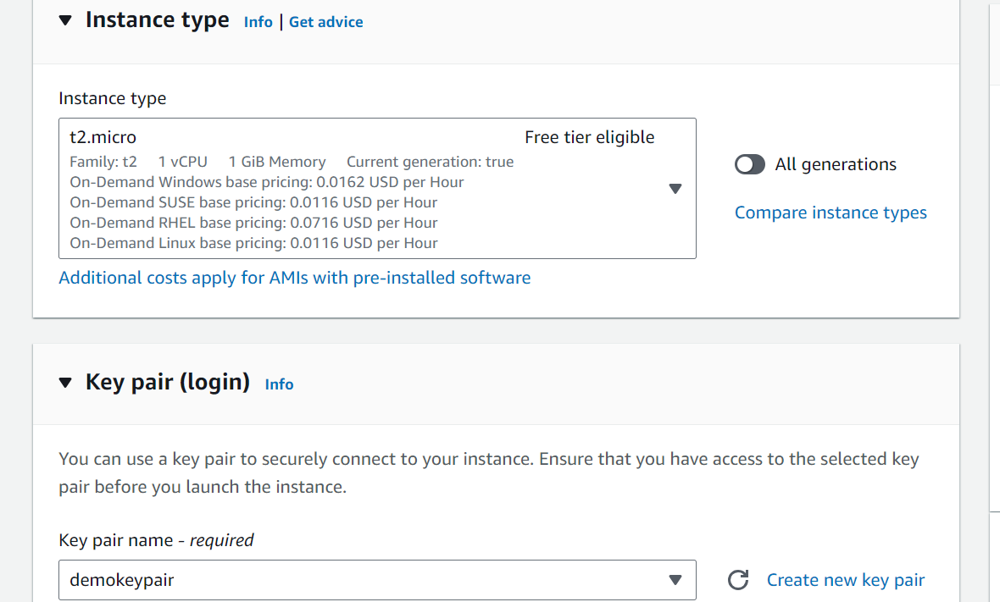 Instance type Info | Get advice
Instance type
t2.micro Free tier eligible
Family: t2 1 vCPU 1 GiB Memory Current generation: true
On-Demand Windows base pricing: 0.0162 USD per Hour
On-Demand SUSE base pricing: 0.0116 USD per Hour
On-Demand RHEL base pricing: 0.0716 USD per Hour
On-Demand Linux base pricing: 0.0116 USD per Hour
All generations
Compare instance types
Additional costs apply for AMIs with pre-installed software
Key pair (login) Info
You can use a key pair to securely connect to your instance. Ensure that you have access to the selected key
pair before you launch the instance.
Key pair name - required
demokeypair
Create new key pair